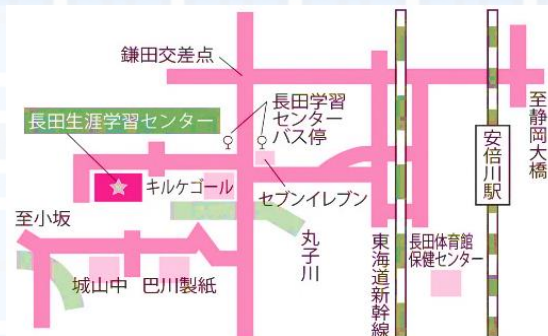 鎌田交差点
長田生涯学習センター
長田学習
センター
バス停
キルケゴール
セブンイレブン
至静岡大橋
安倍川駅
至小坂
丸子川
東海道新幹線
長田体育館
保健センター
城山中
巴川製紙